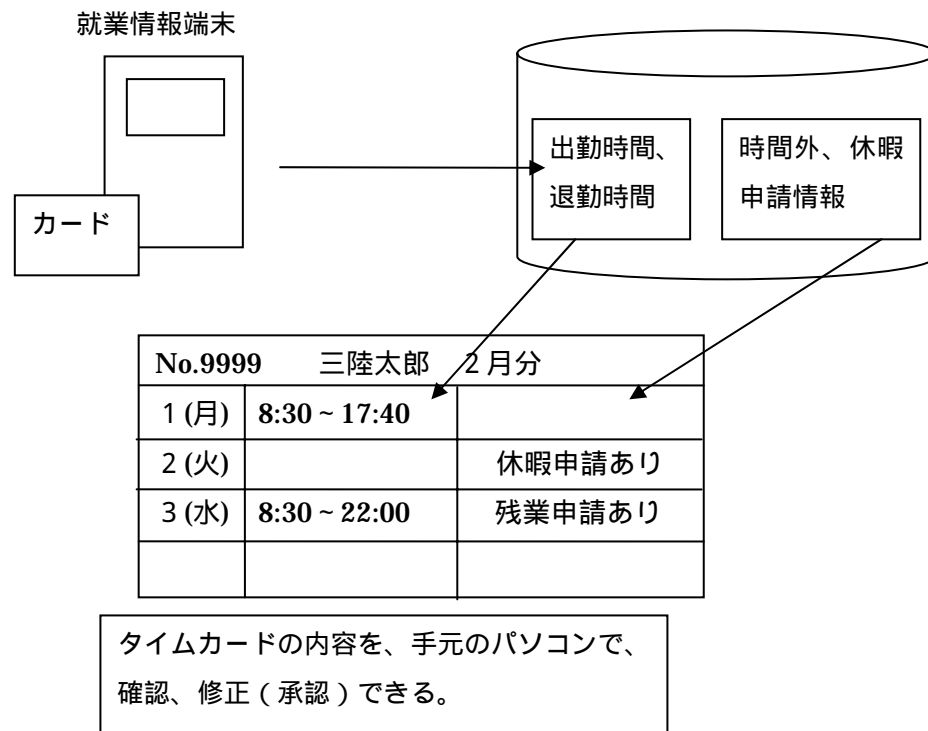 就業情報端末
カード
出勤時間、
退勤時間
時間外、休暇
申請情報
No.9999 三陸太郎 2月分
1(月) 8:30~17:40
2(火) 休暇申請あり
3(水) 8:30~22:00 残業申請あり
タイムカードの内容を、手元のパソコンで、
確認、修正(承認)できる。